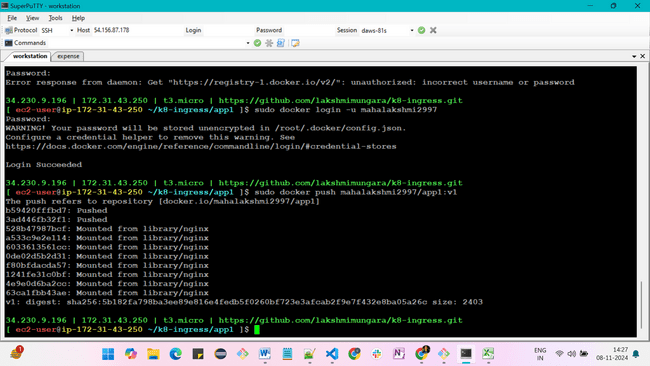 SuperPuTTY - workstation
File View Tools Help
Protocol SSH Host 54.156.87.178 Login Password Session daws-81s
Commands
workstation expense
Password:
Error response from daemon: Get "https://registry-1.docker.io/v2/": unauthorized: incorrect username or password
34.230.9.196 | 172.31.43.250 | t3.micro | https://github.com/lakshmimungara/k8-ingress.git
[ ec2-user@ip-172-31-43-250 ~/k8-ingress/app1 ]$ sudo docker login -u mahalakshmi2997
Password:
WARNING! Your password will be stored unencrypted in /root/.docker/config.json.
Configure a credential helper to remove this warning. See
https://docs.docker.com/engine/reference/commandline/login/#credential-stores
Login Succeeded
34.230.9.196 | 172.31.43.250 | t3.micro | https://github.com/lakshmimungara/k8-ingress.git
[ ec2-user@ip-172-31-43-250 ~/k8-ingress/app1 ]$ sudo docker push mahalakshmi2997/app1:v1
The push refers to repository [docker.io/mahalakshmi2997/app1]
b59420fffbd7: Pushed
3ad446fb32f1: Pushed
528b47987bcf: Mounted from library/nginx
a533c9e2e114: Mounted from library/nginx
6033613561cc: Mounted from library/nginx
0de02d5b2d31: Mounted from library/nginx
f80bfdacda57: Mounted from library/nginx
1241fe31c0bf: Mounted from library/nginx
4e9e0d6ba2cc: Mounted from library/nginx
63ca1fbb43ae: Mounted from library/nginx
v1: digest: sha256:5b182fa798ba3ee89e816e4fedb5f0260bf723e3afcab2f9e7f432e8ba05a26c size: 2403
34.230.9.196 | 172.31.43.250 | t3.micro | https://github.com/lakshmimungara/k8-ingress.git
[ ec2-user@ip-172-31-43-250 ~/k8-ingress/app1 ]$
ENG 14:27
IN 08-11-2024